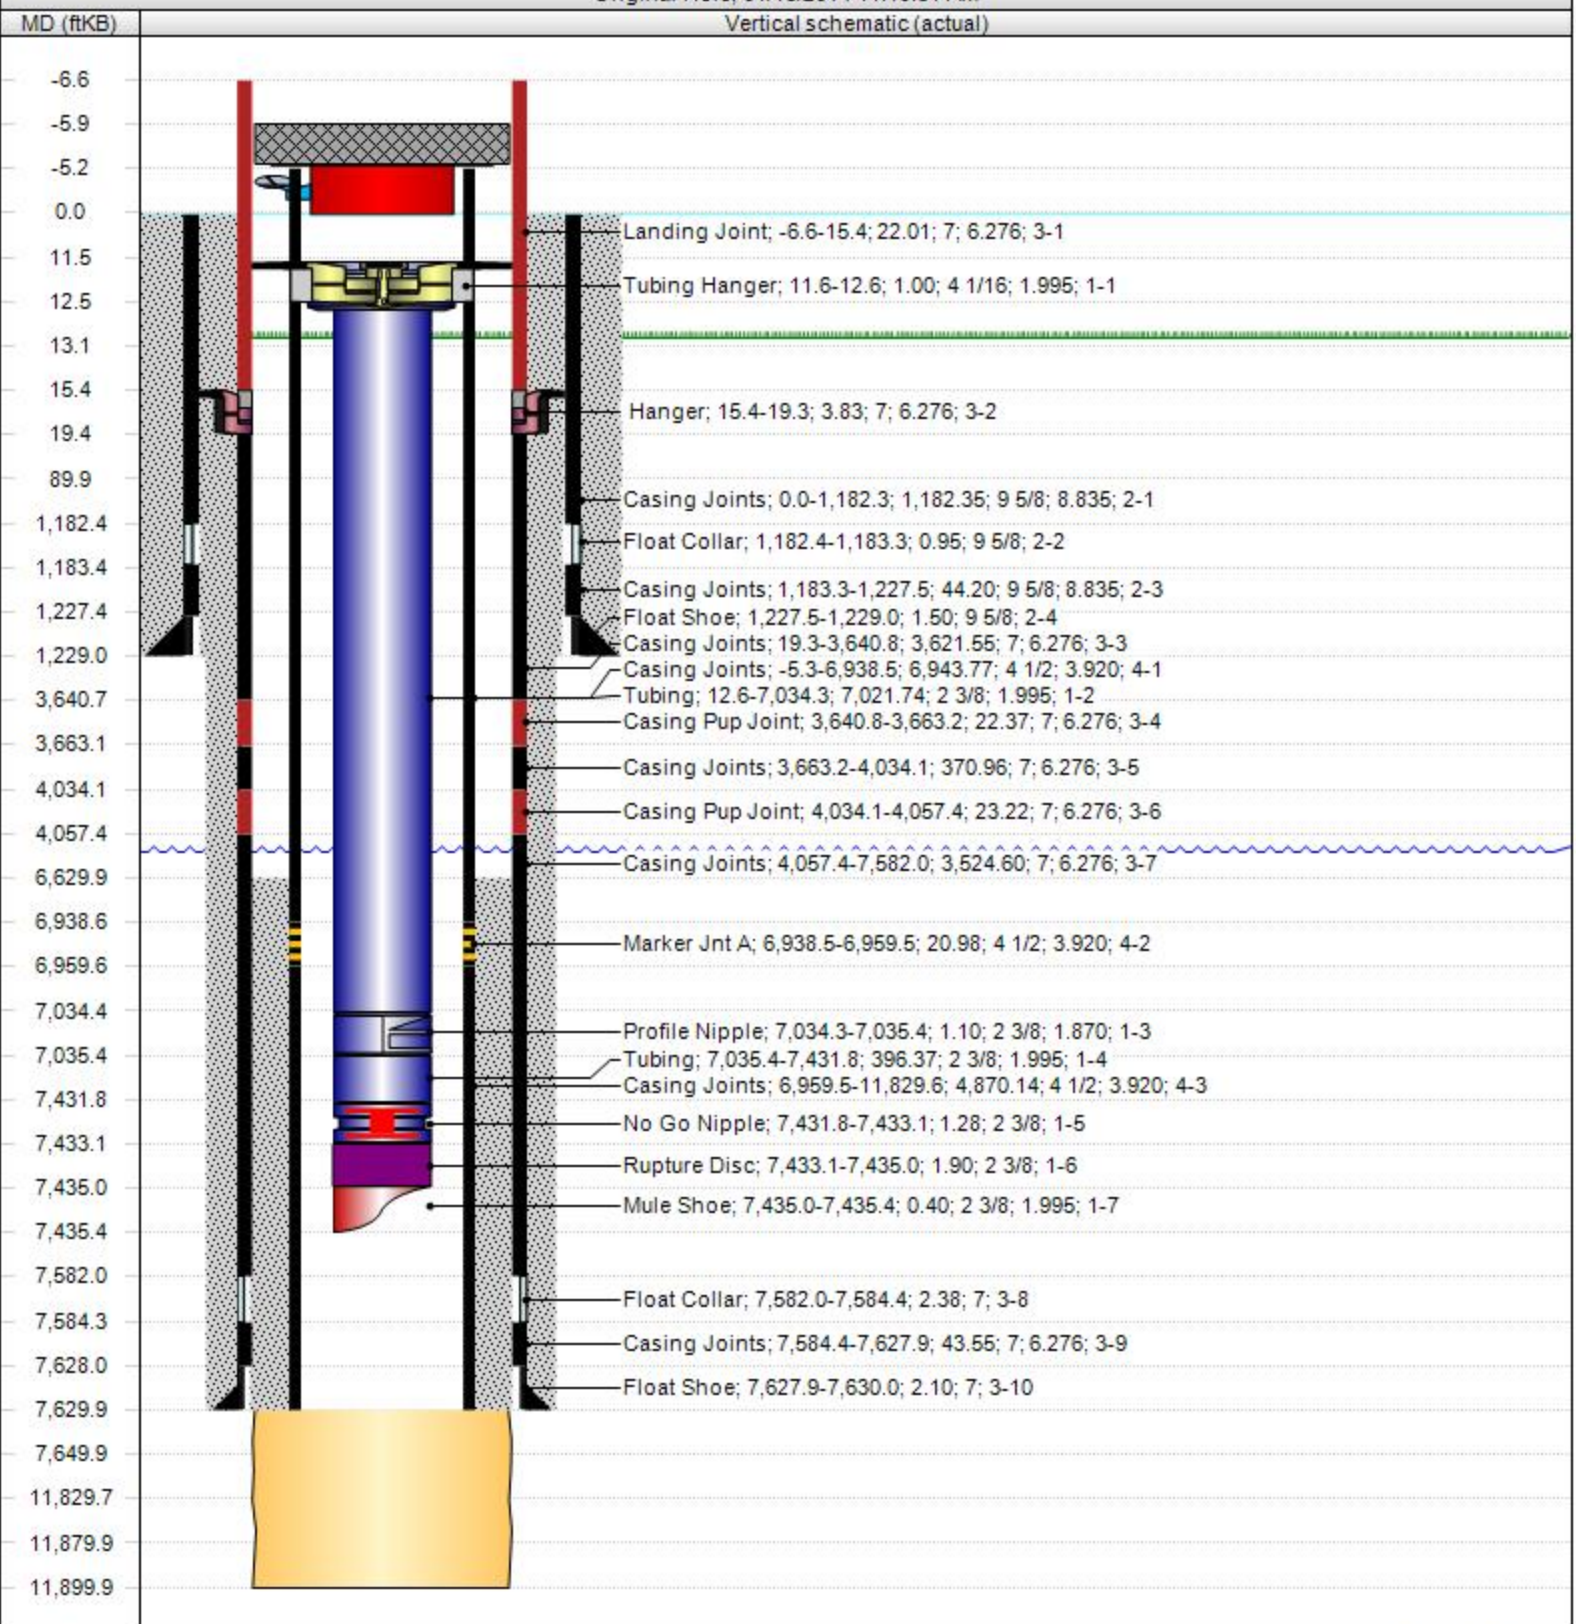 MD (ftKB)
Vertical schematic (actual)
-6.6
-5.9
-5.2
0.0
11.5
12.5
13.1
15.4
19.4
89.9
1,182.4
1,183.4
1,227.4
1,229.0
3,640.7
3,663.1
4,034.1
4,057.4
6,629.9
6,938.6
6,959.6
7,034.4
7,035.4
7,431.8
7,433.1
7,435.0
7,435.4
7,582.0
7,584.3
7,628.0
7,629.9
7,649.9
11,829.7
11,879.9
11,899.9
Landing Joint; -6.6-15.4; 22.01; 7; 6.276; 3-1
Tubing Hanger; 11.6-12.6; 1.00; 4 1/16; 1.995; 1-1
Hanger; 15.4-19.3; 3.83; 7; 6.276; 3-2
Casing Joints; 0.0-1,182.3; 1,182.35; 9 5/8; 8.835; 2-1
Float Collar; 1,182.4-1,183.3; 0.95; 9 5/8; 2-2
Casing Joints; 1,183.3-1,227.5; 44.20; 9 5/8; 8.835; 2-3
Float Shoe; 1,227.5-1,229.0; 1.50; 9 5/8; 2-4
Casing Joints; 19.3-3,640.8; 3,621.55; 7; 6.276; 3-3
Casing Joints; -5.3-6,938.5; 6,943.77; 4 1/2; 3.920; 4-1
Tubing; 12.6-7,034.3; 7,021.74; 2 3/8; 1.995; 1-2
Casing Pup Joint; 3,640.8-3,663.2; 22.37; 7; 6.276; 3-4
Casing Joints; 3,663.2-4,034.1; 370.96; 7; 6.276; 3-5
Casing Pup Joint; 4,034.1-4,057.4; 23.22; 7; 6.276; 3-6
Casing Joints; 4,057.4-7,582.0; 3,524.60; 7; 6.276; 3-7
Marker Jnt A; 6,938.5-6,959.5; 20.98; 4 1/2; 3.920; 4-2
Profile Nipple; 7,034.3-7,035.4; 1.10; 2 3/8; 1.870; 1-3
Tubing; 7,035.4-7,431.8; 396.37; 2 3/8; 1.995; 1-4
Casing Joints; 6,959.5-11,829.6; 4,870.14; 4 1/2; 3.920; 4-3
No Go Nipple; 7,431.8-7,433.1; 1.28; 2 3/8; 1-5
Rupture Disc; 7,433.1-7,435.0; 1.90; 2 3/8; 1-6
Mule Shoe; 7,435.0-7,435.4; 0.40; 2 3/8; 1.995; 1-7
Float Collar; 7,582.0-7,584.4; 2.38; 7; 3-8
Casing Joints; 7,584.4-7,627.9; 43.55; 7; 6.276; 3-9
Float Shoe; 7,627.9-7,630.0; 2.10; 7; 3-10